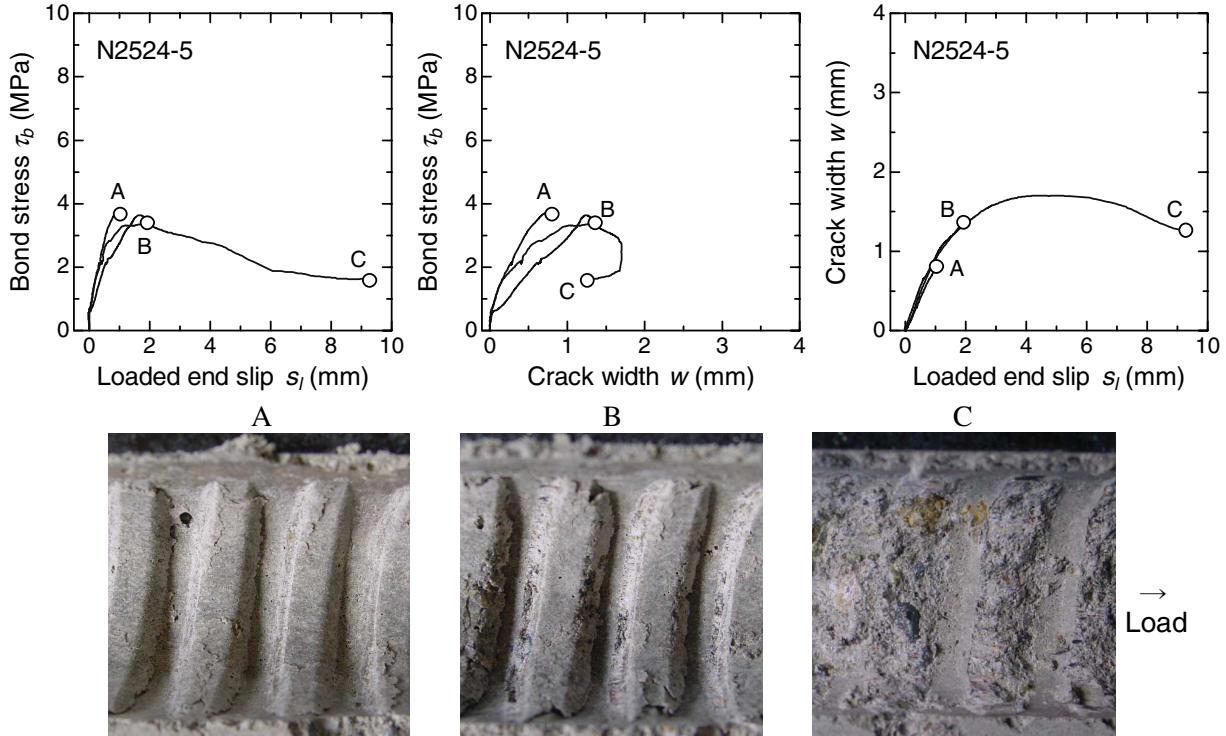 10
8
6
4
2
0
Bond stress τb (MPa)
N2524-5
A
B
C
0 2 4 6 8 10
Loaded end slip sl (mm)
10
8
6
4
2
0
Bond stress τb (MPa)
N2524-5
A
B
C
0 1 2 3 4
Crack width w (mm)
4
3
2
1
0
Crack width w (mm)
N2524-5
B
A
C
0 2 4 6 8 10
Loaded end slip sl (mm)
A B C
→
Load